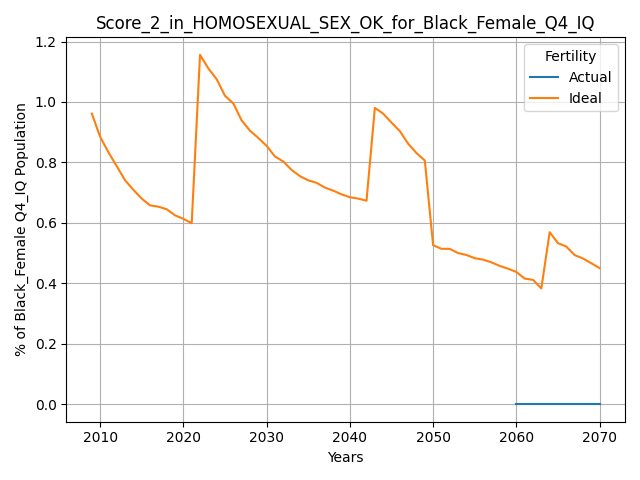 Score_2_in_HOMOSEXUAL_SEX_OK_for_Black_Female_Q4_IQ
Fertility
Actual
Ideal
% of Black_Female Q4_IQ Population
1.2
1.0
0.8
0.6
0.4
0.2
0.0
2010 2020 2030 2040 2050 2060 2070
Years